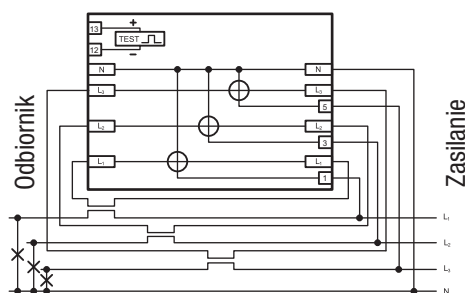 13
+
TEST
12
−
N N
L₃ L₃
5
L₂ L₂
3
L₁ L₁
1
Odbiornik
Zasilanie
L₁
L₂
L₃
N